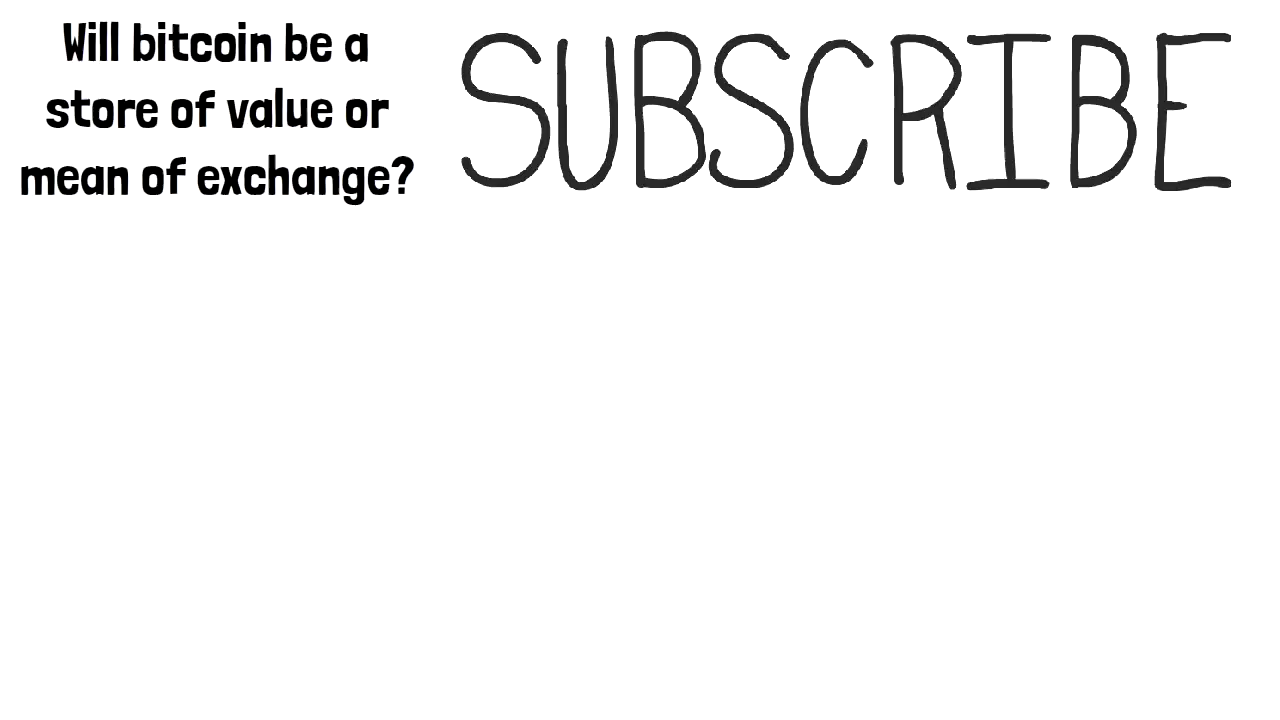 Will bitcoin be a
store of value or
mean of exchange?
SUBSCRIBE